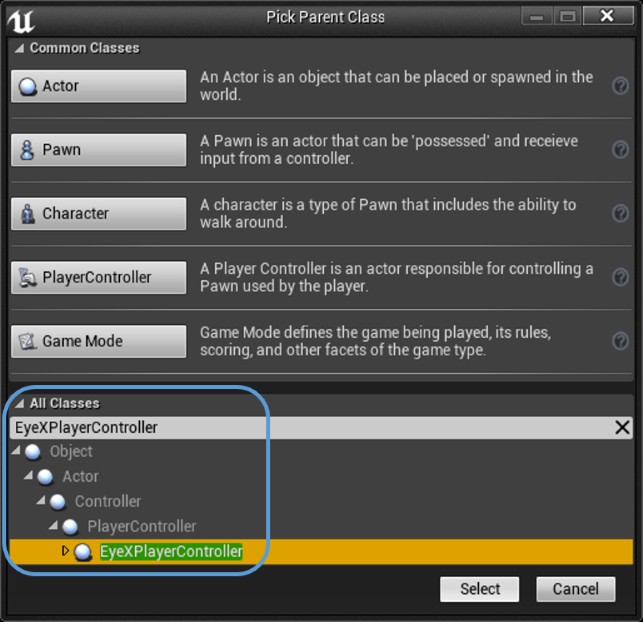 Pick Parent Class
Common Classes
Actor
An Actor is an object that can be placed or spawned in the
world.
Pawn
A Pawn is an actor that can be 'possessed' and receieve
input from a controller.
Character
A character is a type of Pawn that includes the ability to
walk around.
PlayerController
A Player Controller is an actor responsible for controlling a
Pawn used by the player.
Game Mode
Game Mode defines the game being played, its rules,
scoring, and other facets of the game type.
All Classes
EyeXPlayerController
Object
Actor
Controller
PlayerController
EyeXPlayerController
Select Cancel